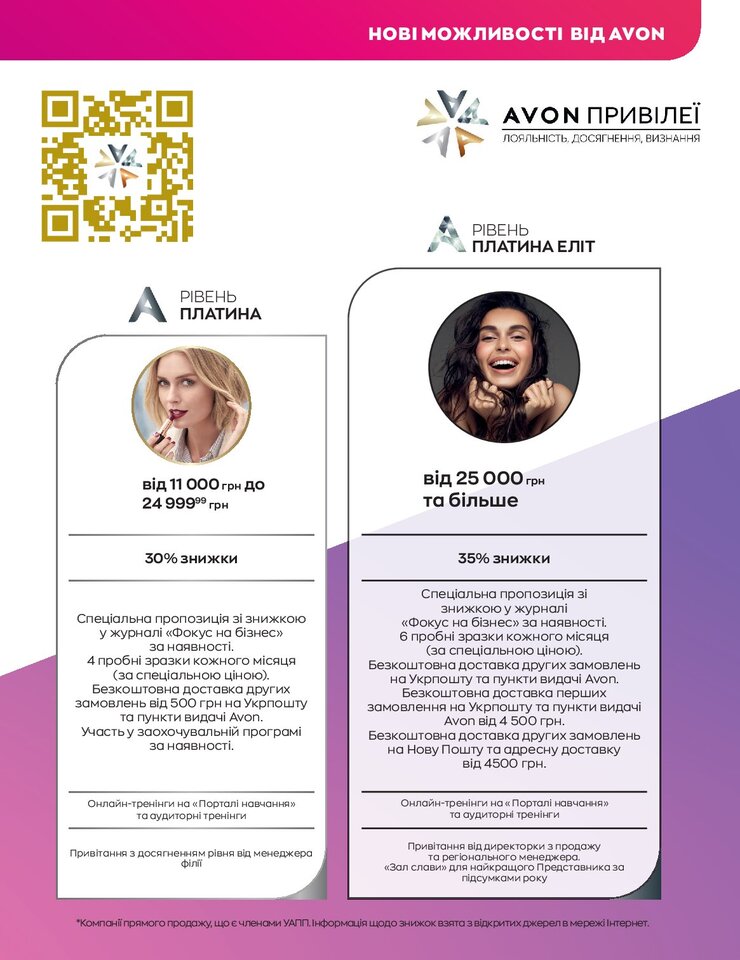 НОВІ МОЖЛИВОСТІ ВІД AVON
AVON ПРИВІЛЕЇ
ЛОЯЛЬНІСТЬ, ДОСЯГНЕННЯ, ВИЗНАННЯ
РІВЕНЬ
ПЛАТИНА
від 11 000 грн до
24 999⁹⁹ грн
30% знижки
Спеціальна пропозиція зі знижкою
у журналі «Фокус на бізнес»
за наявності.
4 пробні зразки кожного місяця
(за спеціальною ціною).
Безкоштовна доставка других
замовлень від 500 грн на Укрпошту
та пункти видачі Avon.
Участь у заохочувальній програмі
за наявності.
Онлайн-тренінги на «Порталі навчання»
та аудиторні тренінги
Привітання з досягненням рівня від менеджера
філії
РІВЕНЬ
ПЛАТИНА ЕЛІТ
від 25 000 грн
та більше
35% знижки
Спеціальна пропозиція зі
знижкою у журналі
«Фокус на бізнес» за наявності.
6 пробні зразки кожного місяця
(за спеціальною ціною).
Безкоштовна доставка других замовлень
на Укрпошту та пункти видачі Avon.
Безкоштовна доставка перших
замовлення на Укрпошту та пункти видачі
Avon від 4 500 грн.
Безкоштовна доставка других замовлень
на Нову Пошту та адресну доставку
від 4500 грн.
Онлайн-тренінги на «Порталі навчання»
та аудиторні тренінги
Привітання від директорки з продажу
та регіонального менеджера.
«Зал слави» для найкращого Представника за
підсумками року
*Компанії прямого продажу, що є членами УАПП. Інформація щодо знижок взята з відкритих джерел в мережі Інтернет.